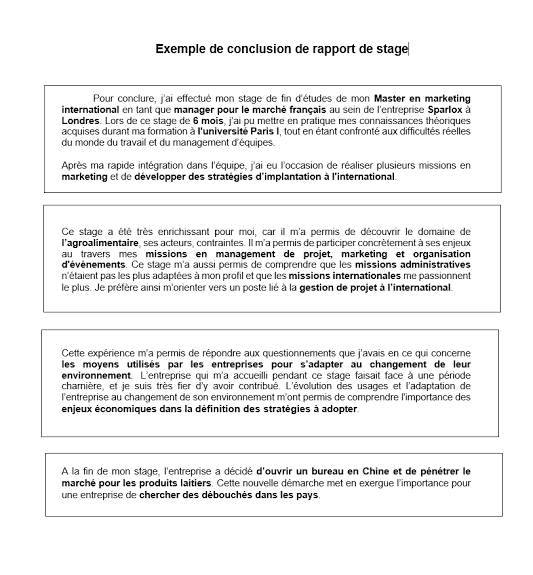 Exemple de conclusion de rapport de stage
Pour conclure, j'ai effectué mon stage de fin d'études de mon Master en marketing
international en tant que manager pour le marché français au sein de l'entreprise Sparlox à
Londres. Lors de ce stage de 6 mois, j'ai pu mettre en pratique mes connaissances théoriques
acquises durant ma formation à l'université Paris I, tout en étant confronté aux difficultés réelles
du monde du travail et du management d'équipes.
Après ma rapide intégration dans l'équipe, j'ai eu l'occasion de réaliser plusieurs missions en
marketing et de développer des stratégies d'implantation à l'international.
Ce stage a été très enrichissant pour moi, car il m'a permis de découvrir le domaine de
l'agroalimentaire, ses acteurs, contraintes. Il m'a permis de participer concrètement à ses enjeux
au travers mes missions en management de projet, marketing et organisation
d'événements. Ce stage m'a aussi permis de comprendre que les missions administratives
n'étaient pas les plus adaptées à mon profil et que les missions internationales me passionnent
le plus. Je préfère ainsi m'orienter vers un poste lié à la gestion de projet à l'international.
Cette expérience m'a permis de répondre aux questionnements que j'avais en ce qui concerne
les moyens utilisés par les entreprises pour s'adapter au changement de leur
environnement. L'entreprise qui m'a accueilli pendant ce stage faisait face à une période
charnière, et je suis très fier d'y avoir contribué. L'évolution des usages et l'adaptation de
l'entreprise au changement de son environnement m'ont permis de comprendre l'importance des
enjeux économiques dans la définition des stratégies à adopter.
A la fin de mon stage, l'entreprise a décidé d'ouvrir un bureau en Chine et de pénétrer le
marché pour les produits laitiers. Cette nouvelle démarche met en exergue l'importance pour
une entreprise de chercher des débouchés dans les pays.